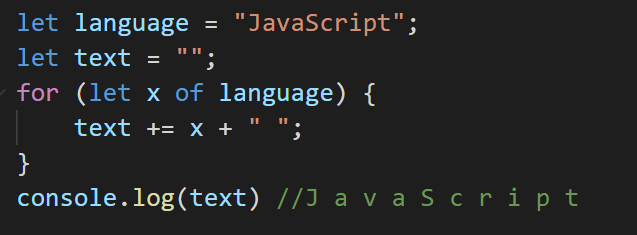 let language = "JavaScript";
let text = "";
for (let x of language) {
    text += x + " ";
}
console.log(text) //J a v a S c r i p t